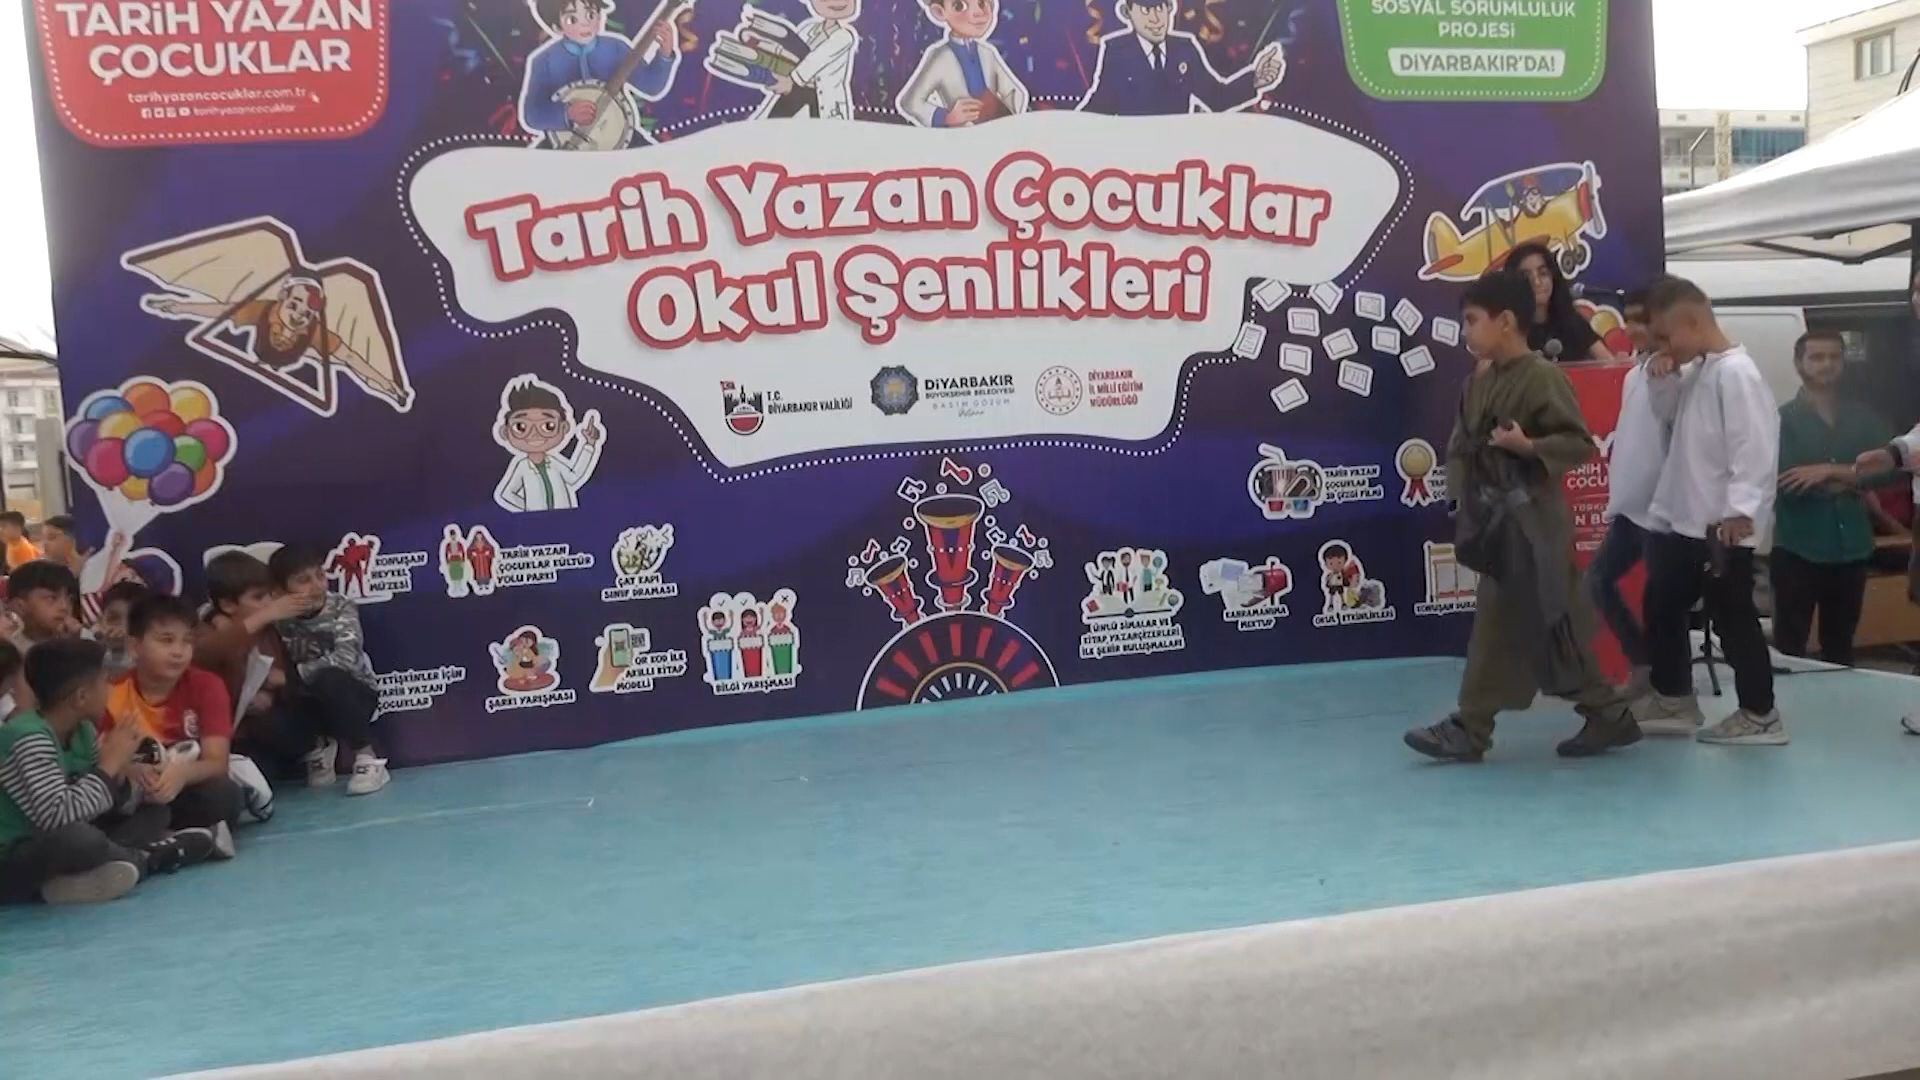 TARİH YAZAN
ÇOCUKLAR
tarihyazancocuklar.com.tr
tarihyazancocuklar
SOSYAL SORUMLULUK
PROJESİ
DİYARBAKIR'DA!
Tarih Yazan Çocuklar
Okul Şenlikleri
T.C.
DİYARBAKIR VALİLİĞİ
DİYARBAKIR
BÜYÜKŞEHİR BELEDİYESİ
DİYARBAKIR
İL MİLLİ EĞİTİM
MÜDÜRLÜĞÜ
KONUŞAN
HEYKEL
MÜZESİ
TARİH YAZAN
ÇOCUKLAR KÜLTÜR
YOLU PARKI
ÇAT KAPI
SINIF DRAMASI
TARİH YAZAN
ÇOCUKLAR
3D ÇİZGİ FİLMİ
YETİŞKİNLER İÇİN
TARİH YAZAN
ÇOCUKLAR
ŞARKI YARIŞMASI
QR KOD İLE
AKILLI KİTAP
MODELİ
BİLGİ YARIŞMASI
ÜNLÜ SİMALAR VE
KİTAP YAZARÇİZERLERİ
İLE ŞEHİR BULUŞMALARI
KAHRAMANIMA
MEKTUP
OKUL ETKİNLİKLERİ
KONUŞAN DURA